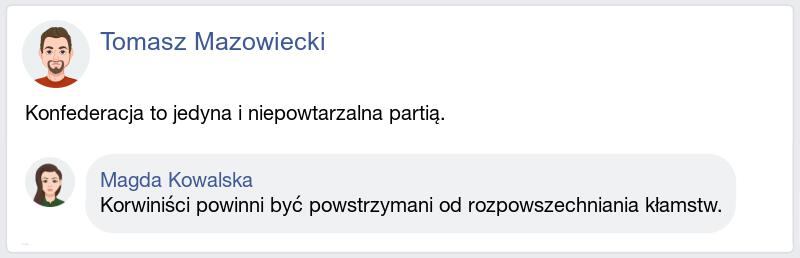 Tomasz Mazowiecki
Konfederacja to jedyna i niepowtarzalna partią.
Magda Kowalska
Korwiniści powinni być powstrzymani od rozpowszechniania kłamstw.